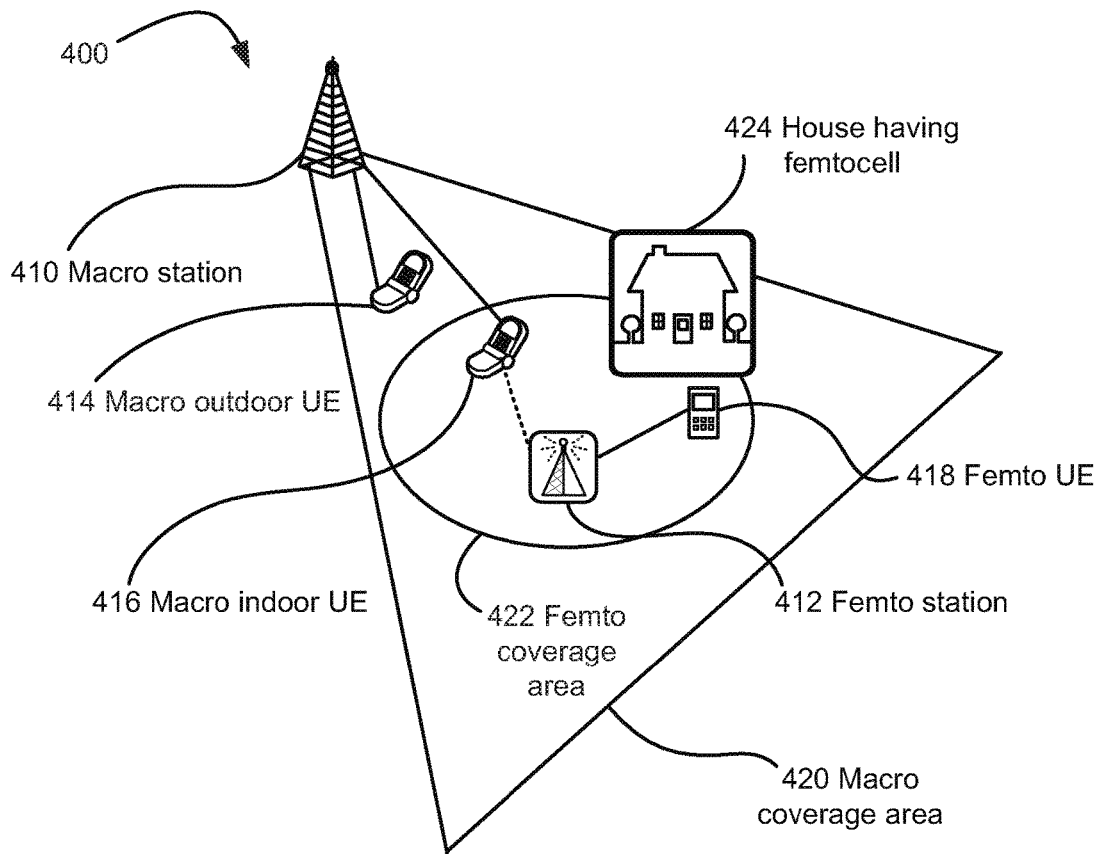 400
424 House having
femtocell
410 Macro station
414 Macro outdoor UE
418 Femto UE
416 Macro indoor UE
422 Femto
coverage
area
412 Femto station
420 Macro
coverage area